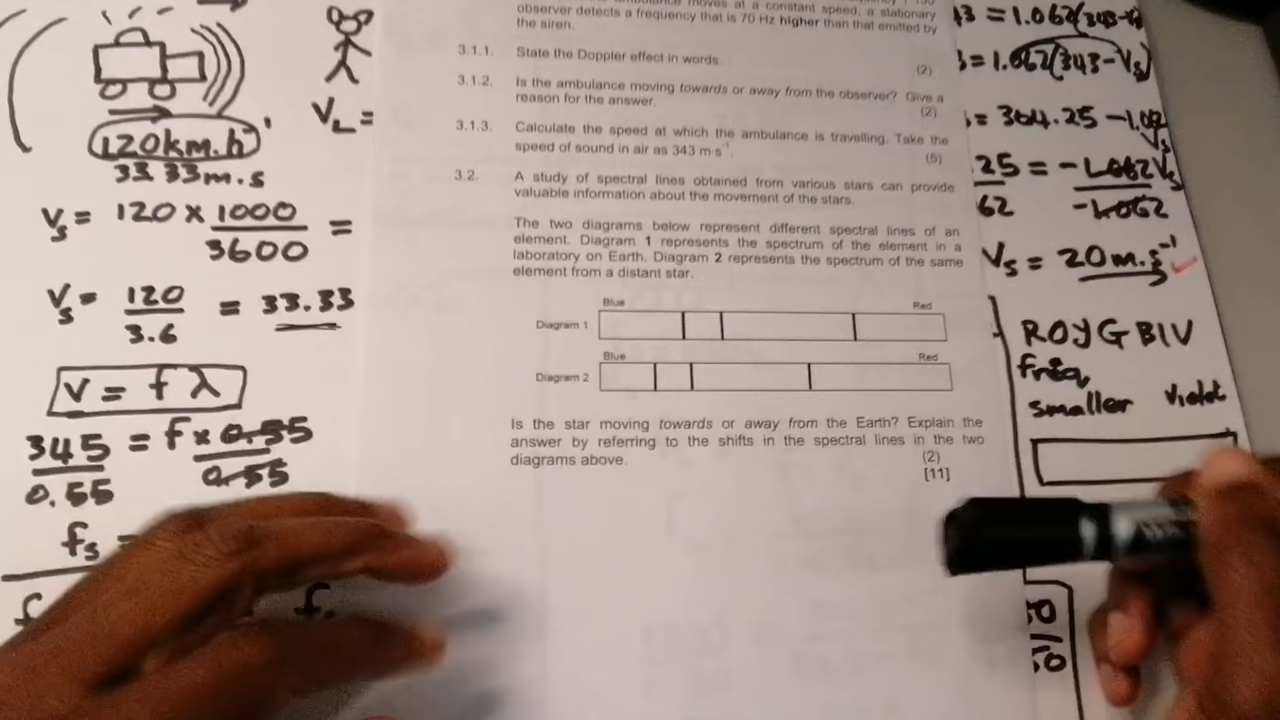 120km.h
33.33m.s
Vs= 120 x 1000 =
3600
Vs= 120 = 33.33
3.6
V = f λ
345 = f x 0.55
0.55 0.55
fs =
f.
VL =
observer detects a frequency that is 70 Hz higher than that emitted by
the siren.
3.1.1. State the Doppler effect in words.
(2)
3.1.2. Is the ambulance moving towards or away from the observer? Give a
reason for the answer.
(2)
3.1.3. Calculate the speed at which the ambulance is travelling. Take the
speed of sound in air as 343 m·s⁻¹.
(5)
3.2. A study of spectral lines obtained from various stars can provide
valuable information about the movement of the stars.
The two diagrams below represent different spectral lines of an
element. Diagram 1 represents the spectrum of the element in a
laboratory on Earth. Diagram 2 represents the spectrum of the same
element from a distant star.
Blue Red
Diagram 1
Blue Red
Diagram 2
Is the star moving towards or away from the Earth? Explain the
answer by referring to the shifts in the spectral lines in the two
diagrams above.
(2)
[11]
= 1.062(343-
= 1.062(343-Vs)
= 364.25 - 1.062
Vs
25 = -1.062Vs
62 -1.062
Vs = 20m.s⁻¹
ROYGBIV
freq
smaller Violet